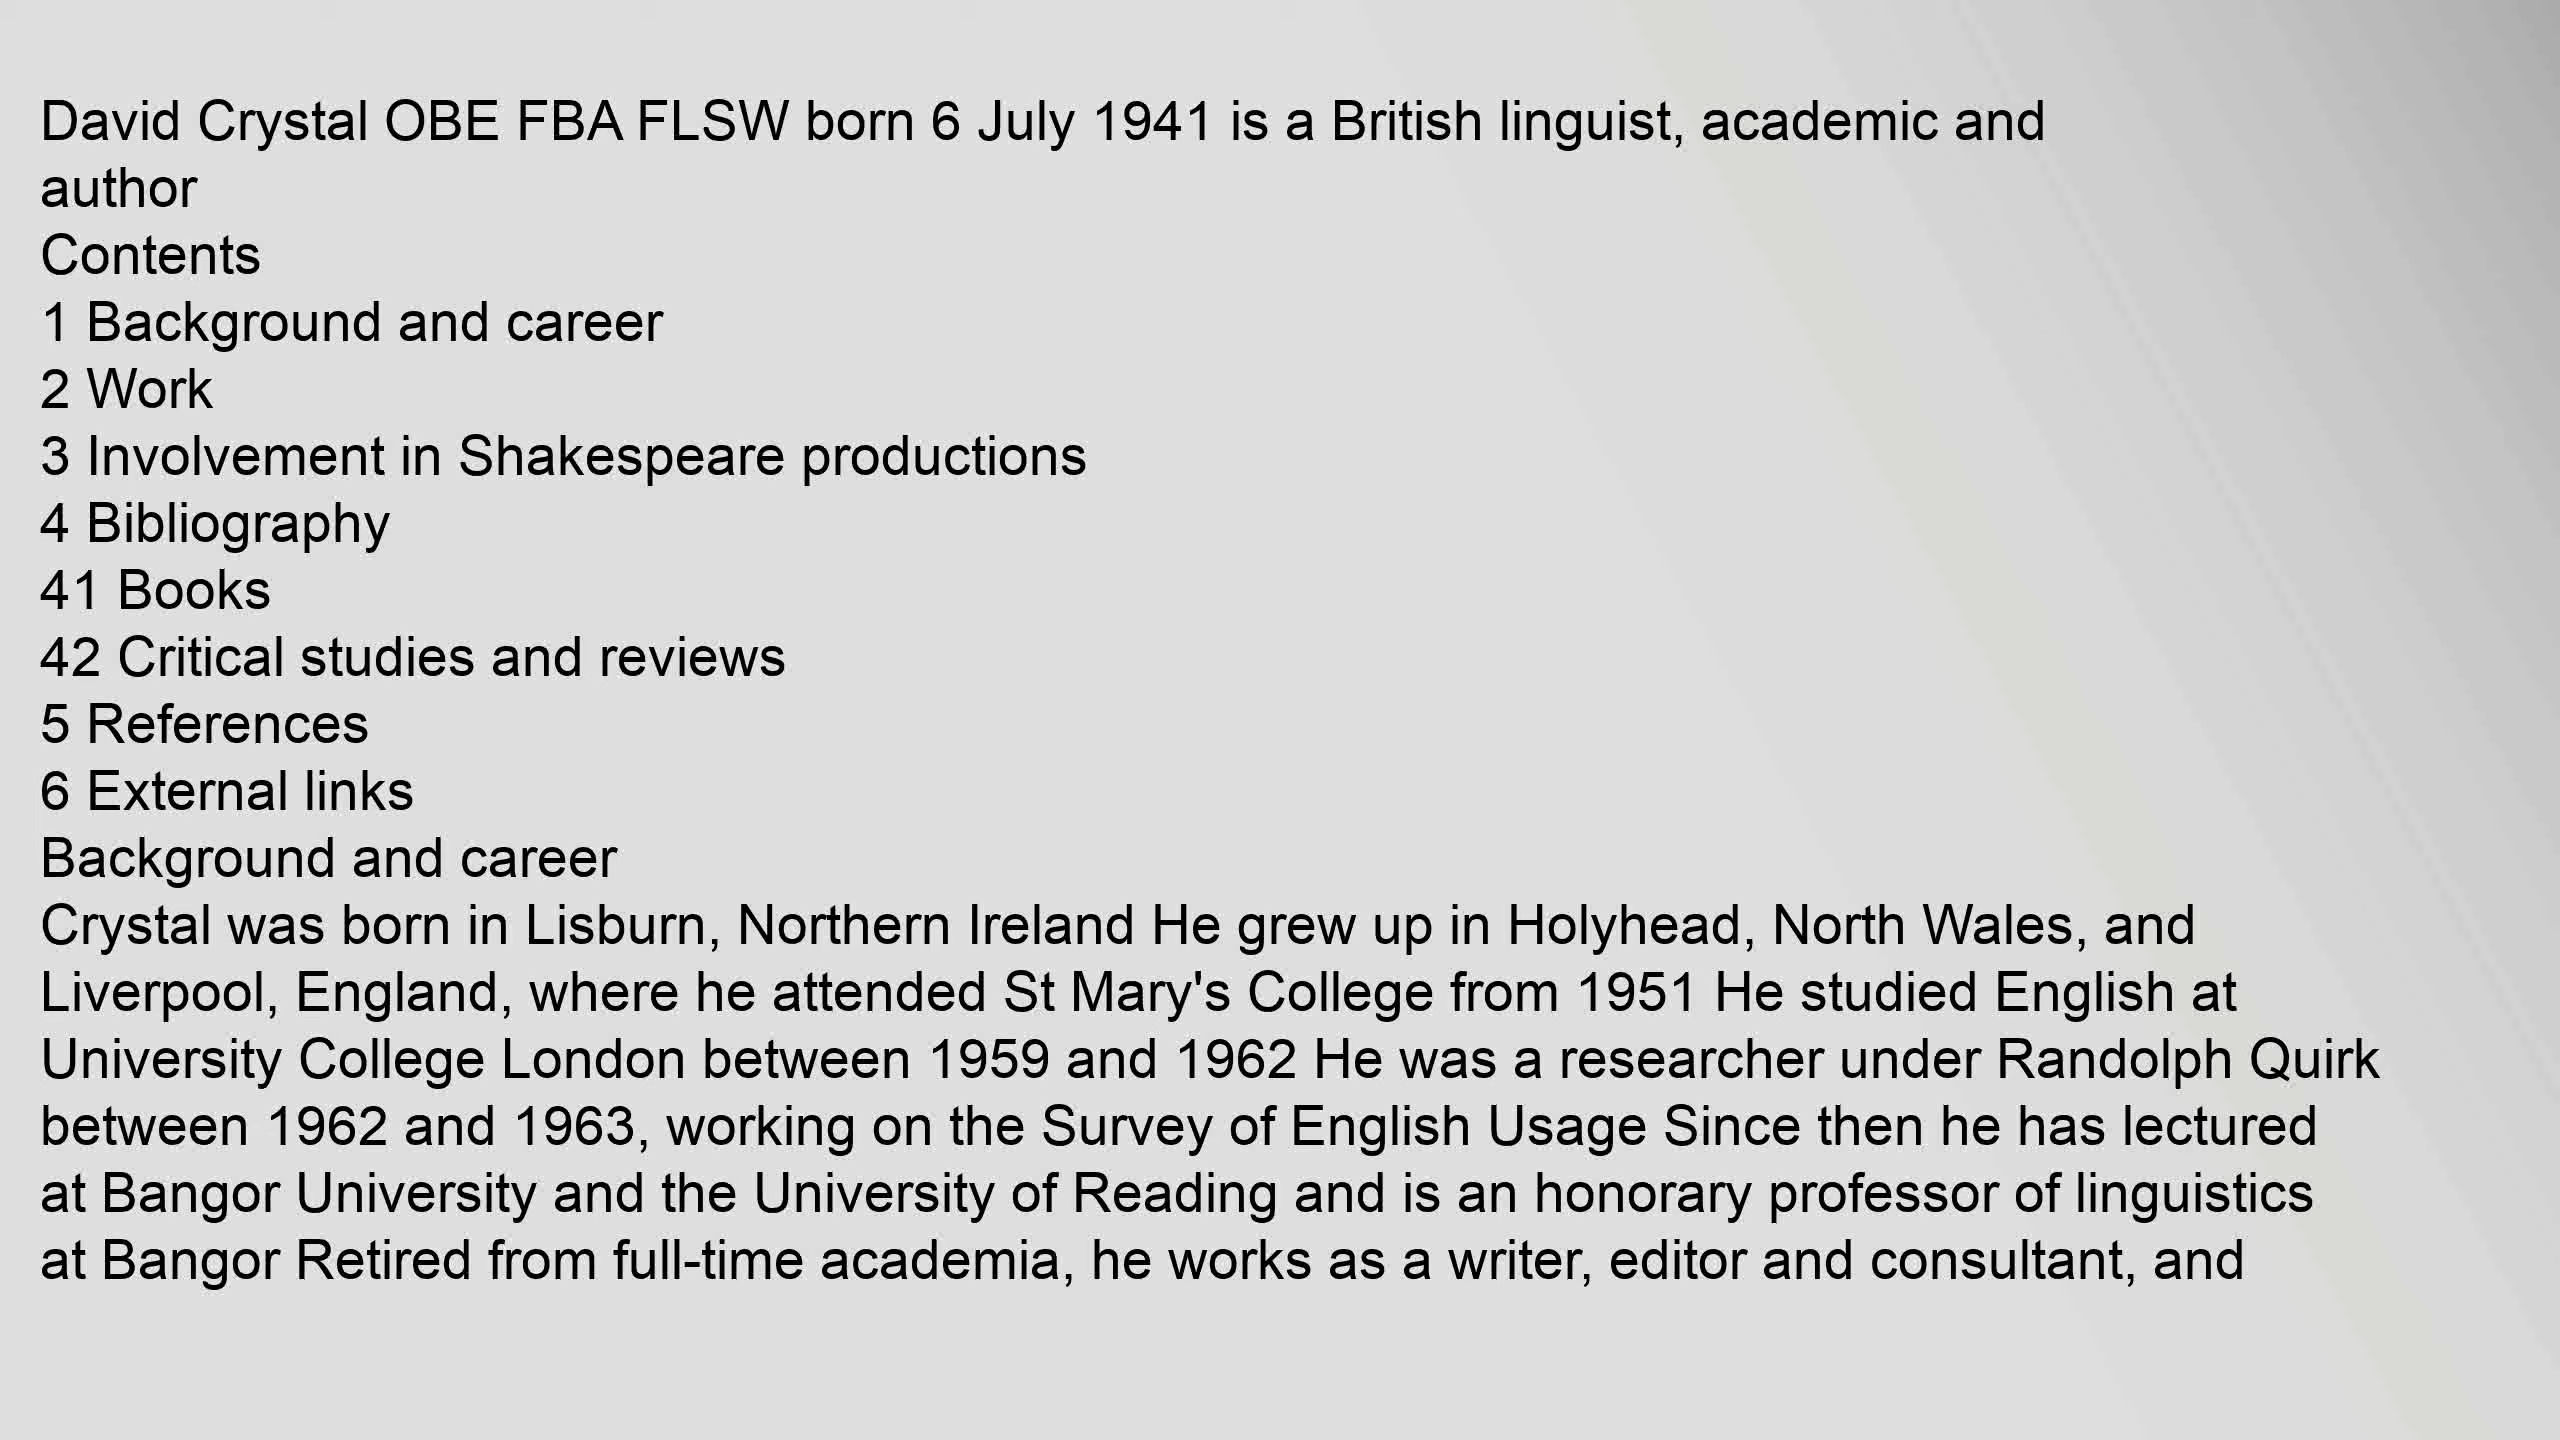 David Crystal OBE FBA FLSW born 6 July 1941 is a British linguist, academic and
author
Contents
1 Background and career
2 Work
3 Involvement in Shakespeare productions
4 Bibliography
41 Books
42 Critical studies and reviews
5 References
6 External links
Background and career
Crystal was born in Lisburn, Northern Ireland He grew up in Holyhead, North Wales, and
Liverpool, England, where he attended St Mary's College from 1951 He studied English at
University College London between 1959 and 1962 He was a researcher under Randolph Quirk
between 1962 and 1963, working on the Survey of English Usage Since then he has lectured
at Bangor University and the University of Reading and is an honorary professor of linguistics
at Bangor Retired from full-time academia, he works as a writer, editor and consultant, and